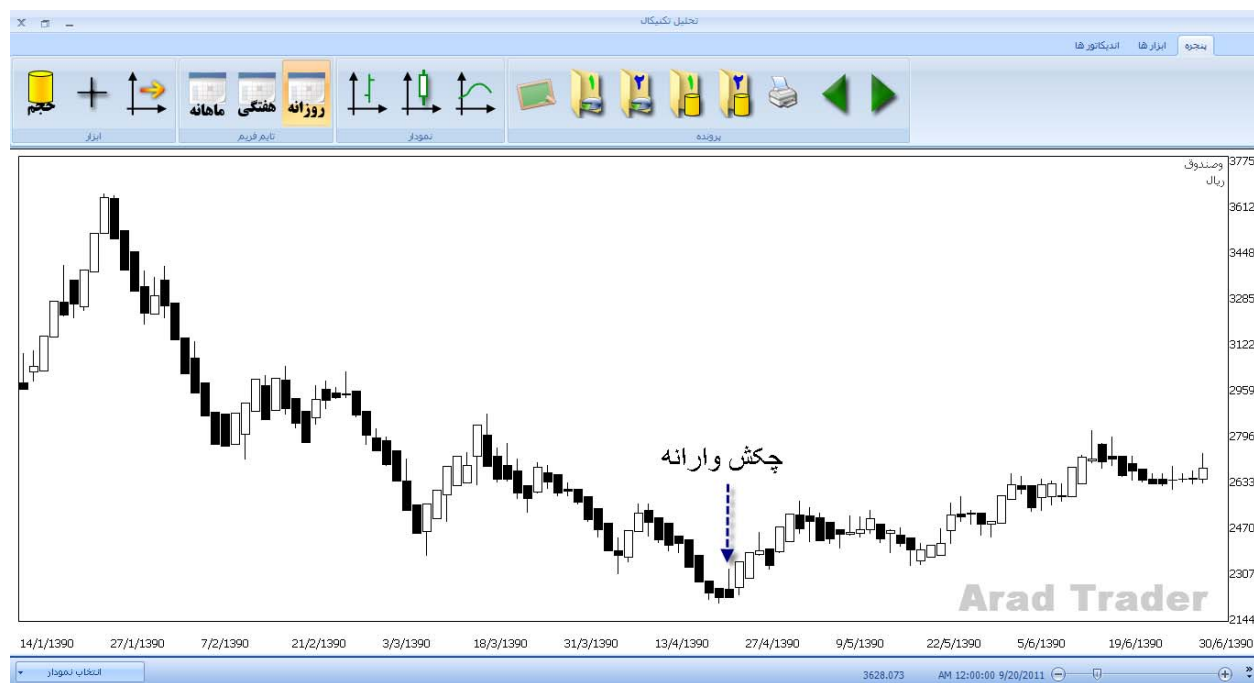 تحلیل تکنیکال
پنجره ابزار ها اندیکاتور ها
۲ ۱ ۲ ۱
روزانه هفتگی ماهانه
حجم
پرونده
نمودار
تایم فریم
ابزار
وصندوق
ریال
3775
3612
3448
3285
3122
2959
2796
2633
2470
2307
2144
چکش وارانه
Arad Trader
14/1/1390 27/1/1390 7/2/1390 21/2/1390 3/3/1390 18/3/1390 31/3/1390 13/4/1390 27/4/1390 9/5/1390 22/5/1390 5/6/1390 19/6/1390 30/6/1390
انتخاب نمودار
3628.073 AM 12:00:00 9/20/2011